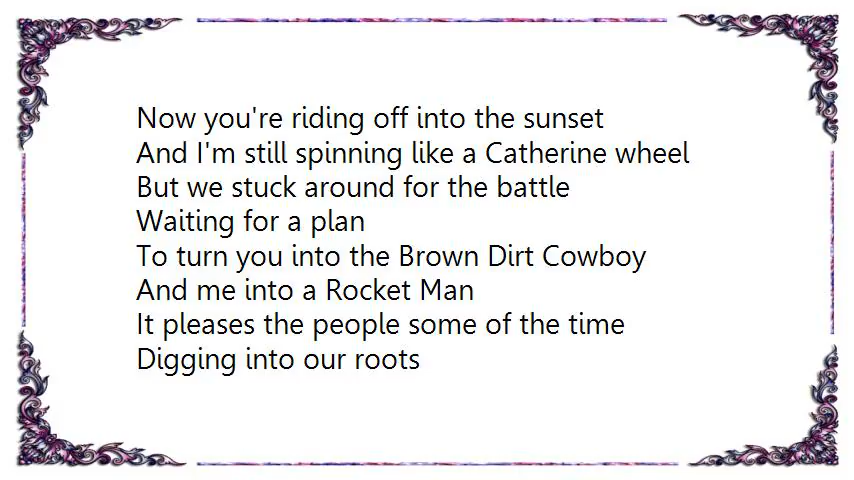 Now you're riding off into the sunset
And I'm still spinning like a Catherine wheel
But we stuck around for the battle
Waiting for a plan
To turn you into the Brown Dirt Cowboy
And me into a Rocket Man
It pleases the people some of the time
Digging into our roots